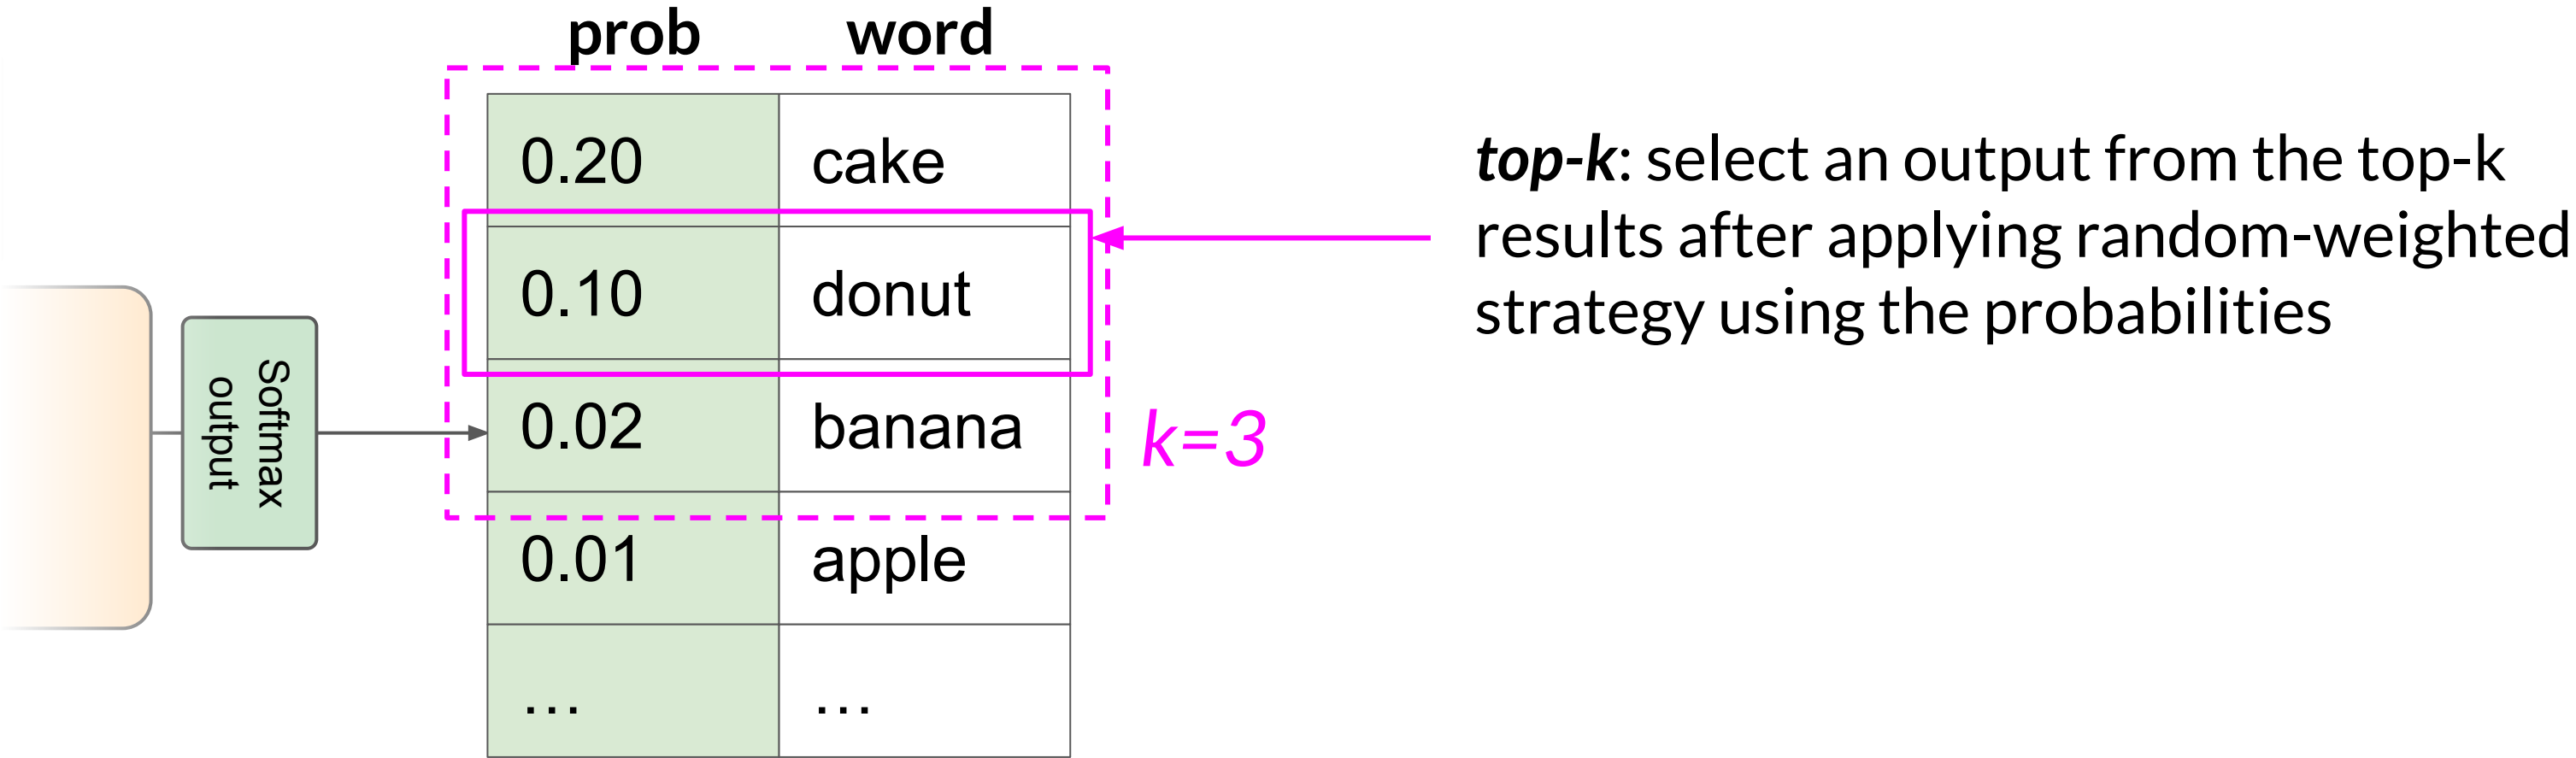 prob word
0.20 cake
0.10 donut
0.02 banana
0.01 apple
… …
Softmax
output
k=3
top-k: select an output from the top-k
results after applying random-weighted
strategy using the probabilities